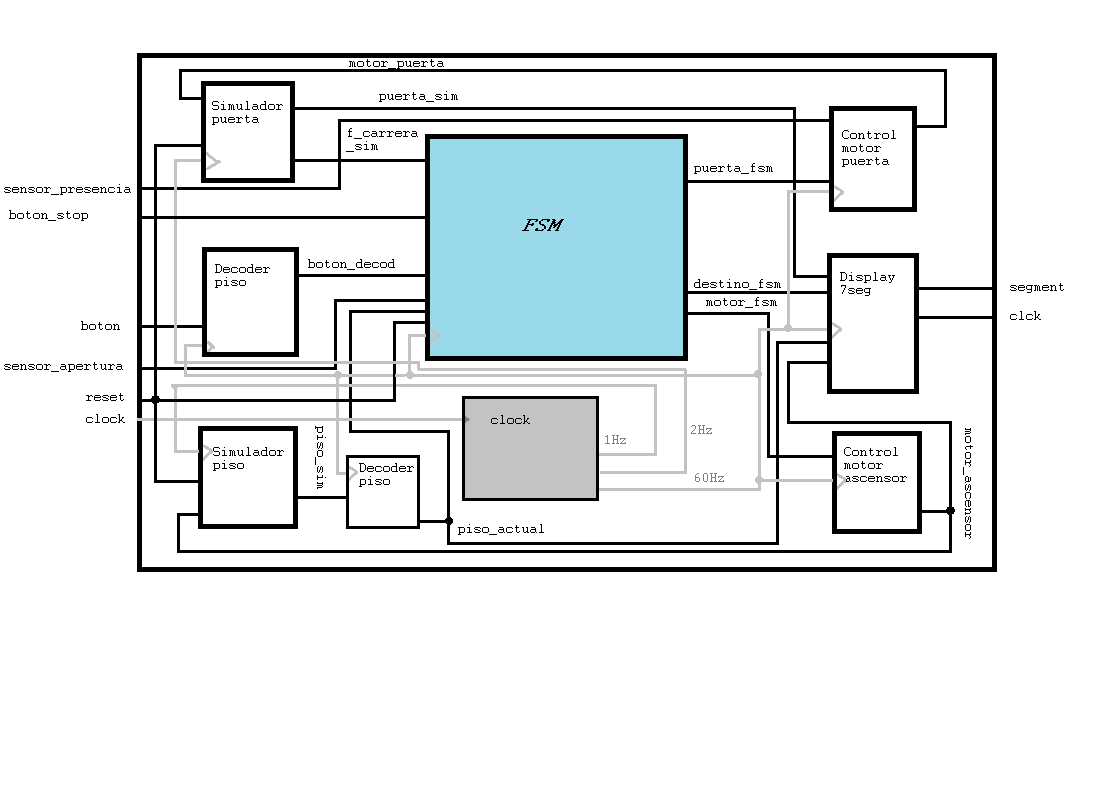 motor_puerta
Simulador
puerta
puerta_sim
f_carrera
_sim
Control
motor
puerta
puerta_fsm
sensor_presencia
boton_stop
FSM
Decoder
piso
boton_decod
destino_fsm
motor_fsm
Display
7seg
segment
clck
boton
sensor_apertura
reset
clock
clock
1Hz
2Hz
60Hz
Simulador
piso
piso_sim
Decoder
piso
piso_actual
Control
motor
ascensor
motor_ascensor